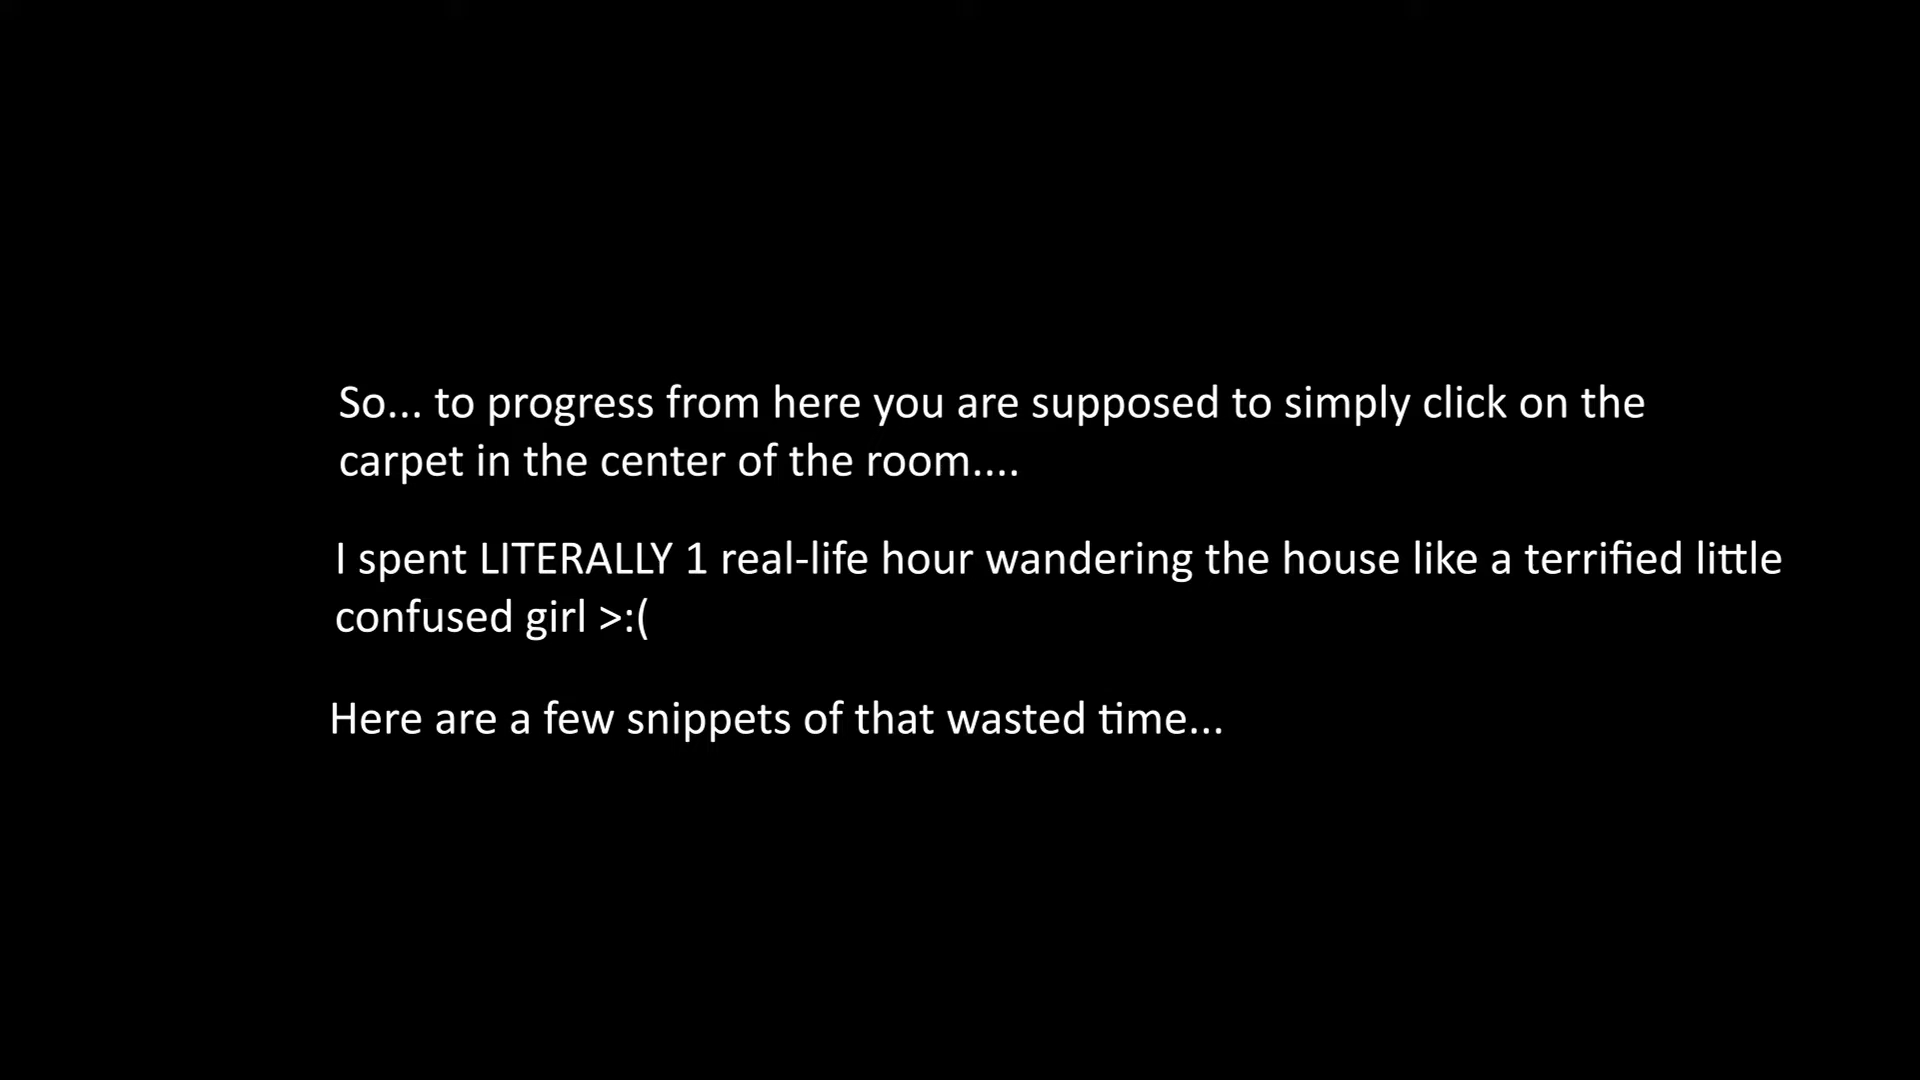 So... to progress from here you are supposed to simply click on the
carpet in the center of the room....
I spent LITERALLY 1 real-life hour wandering the house like a terrified little
confused girl >:(
Here are a few snippets of that wasted time...